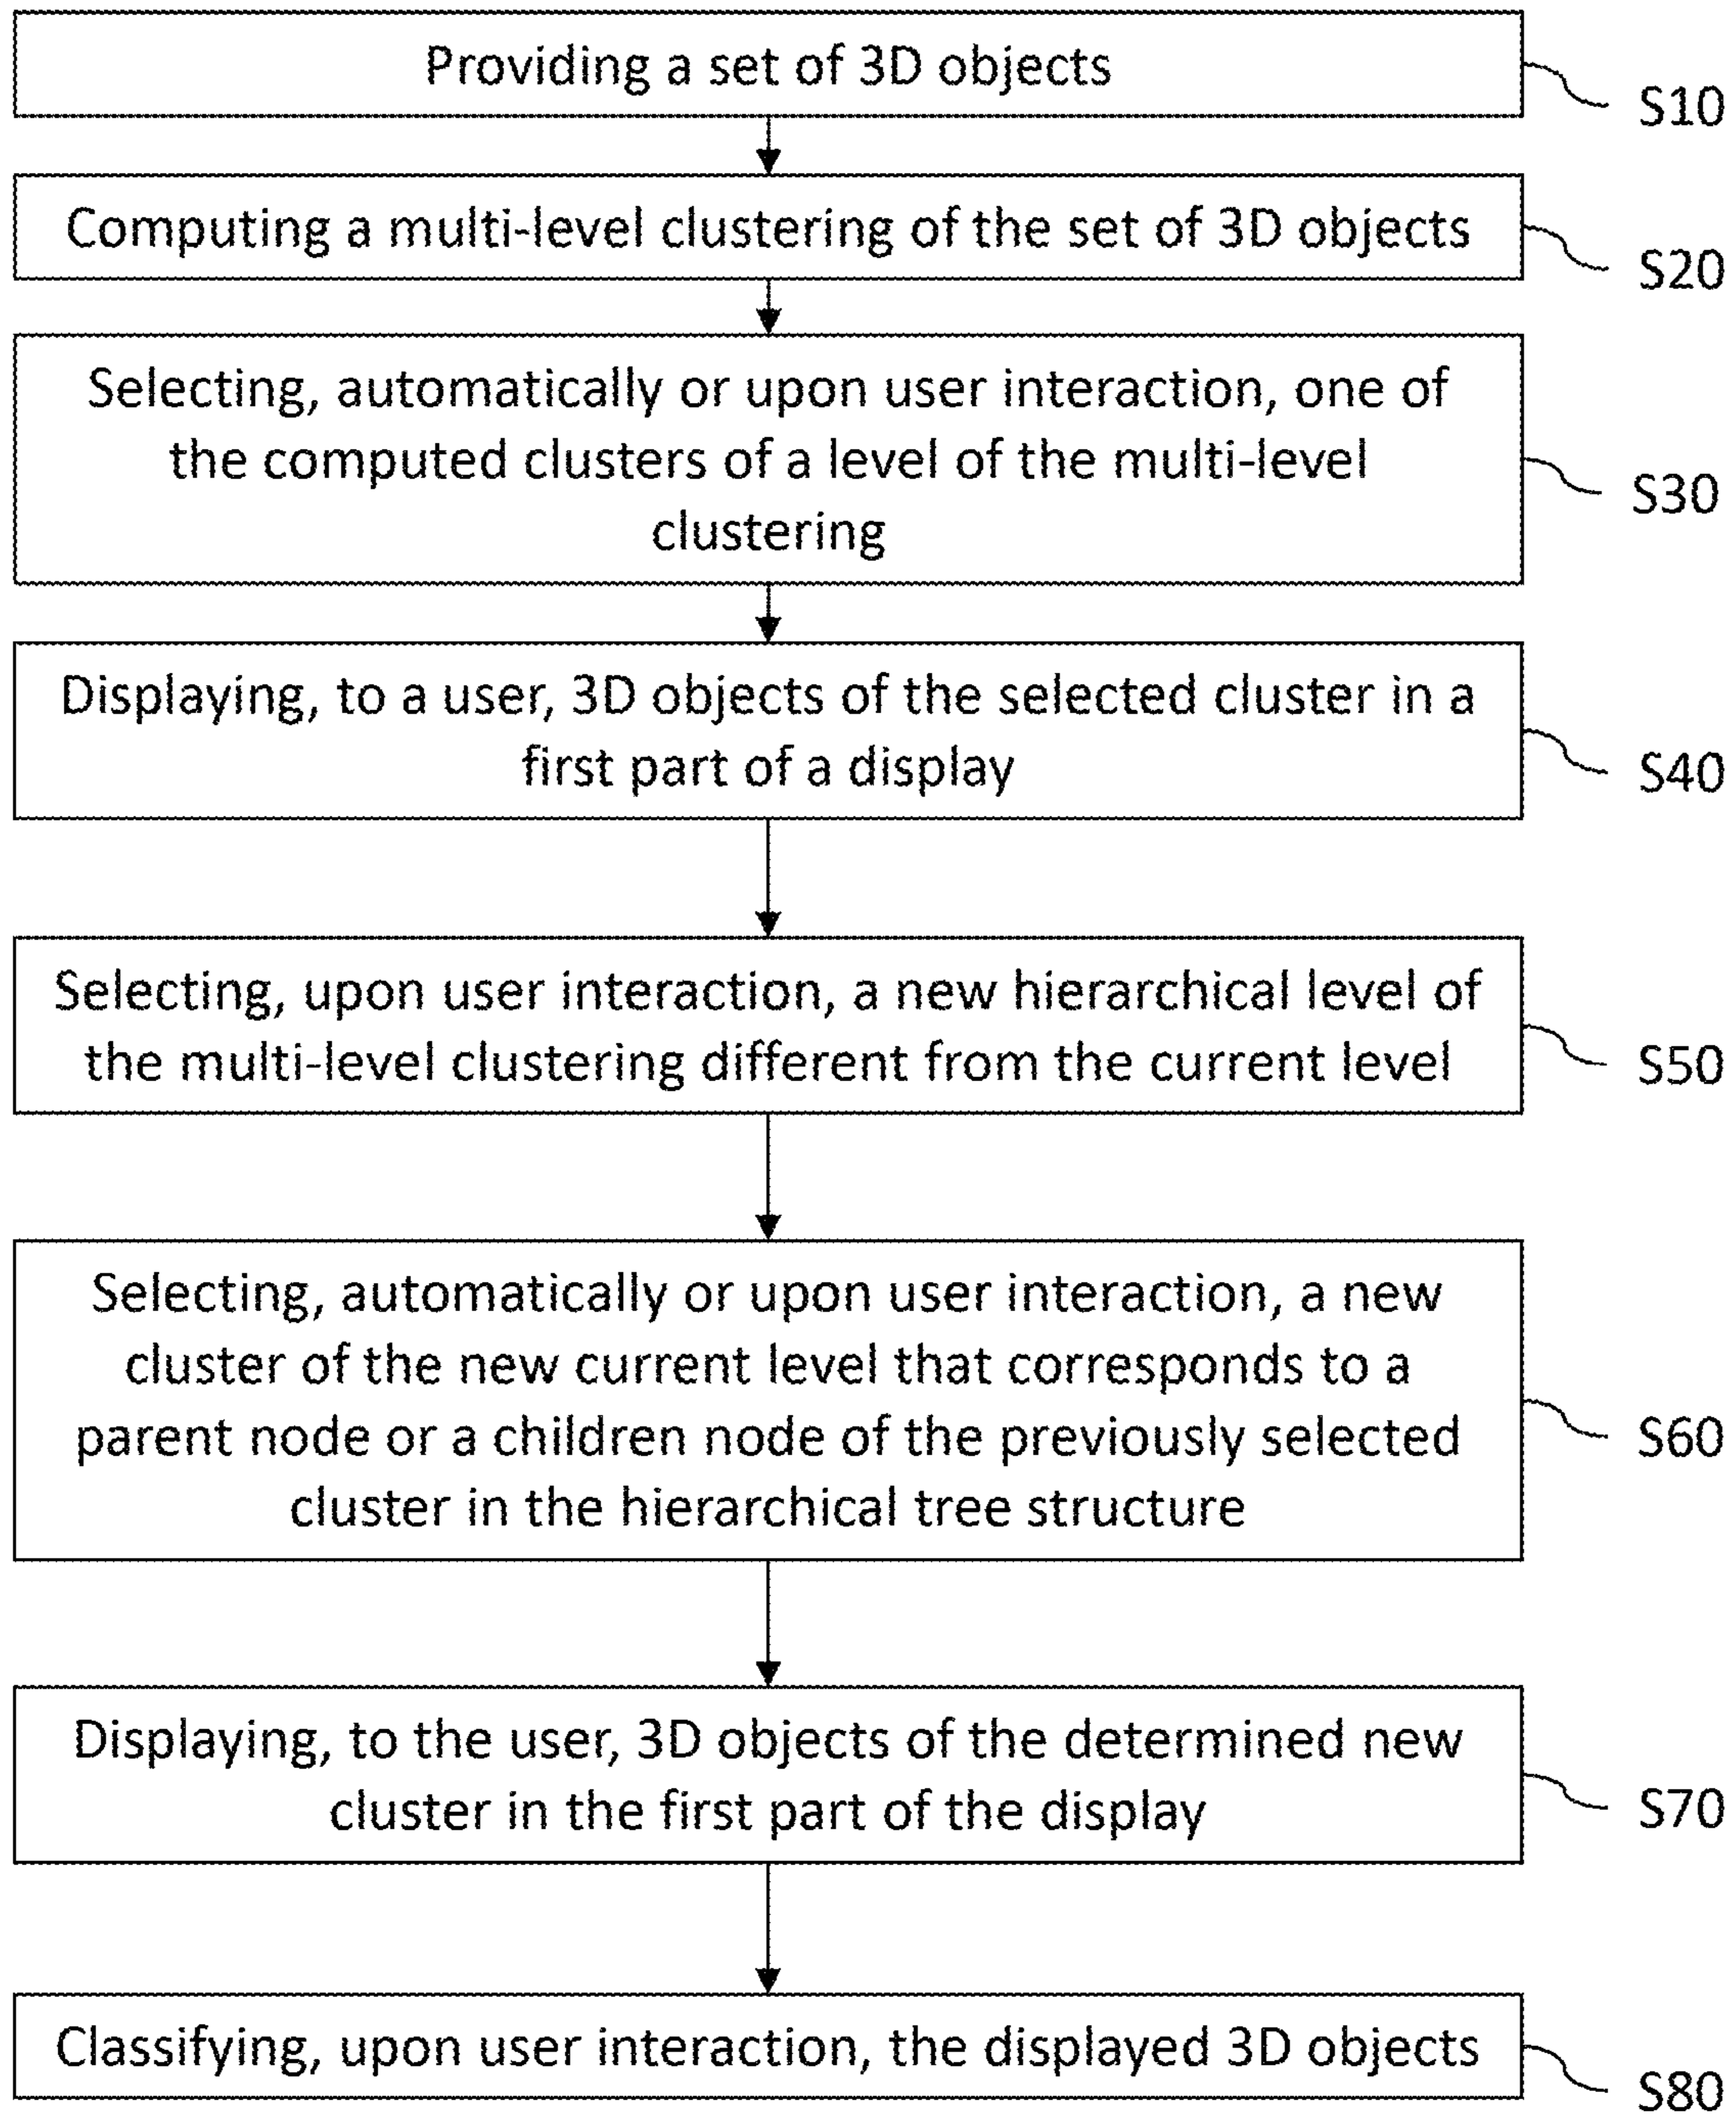 Providing a set of 3D objects
S10
Computing a multi-level clustering of the set of 3D objects
S20
Selecting, automatically or upon user interaction, one of
the computed clusters of a level of the multi-level
clustering
S30
Displaying, to a user, 3D objects of the selected cluster in a
first part of a display
S40
Selecting, upon user interaction, a new hierarchical level of
the multi-level clustering different from the current level
S50
Selecting, automatically or upon user interaction, a new
cluster of the new current level that corresponds to a
parent node or a children node of the previously selected
cluster in the hierarchical tree structure
S60
Displaying, to the user, 3D objects of the determined new
cluster in the first part of the display
S70
Classifying, upon user interaction, the displayed 3D objects
S80